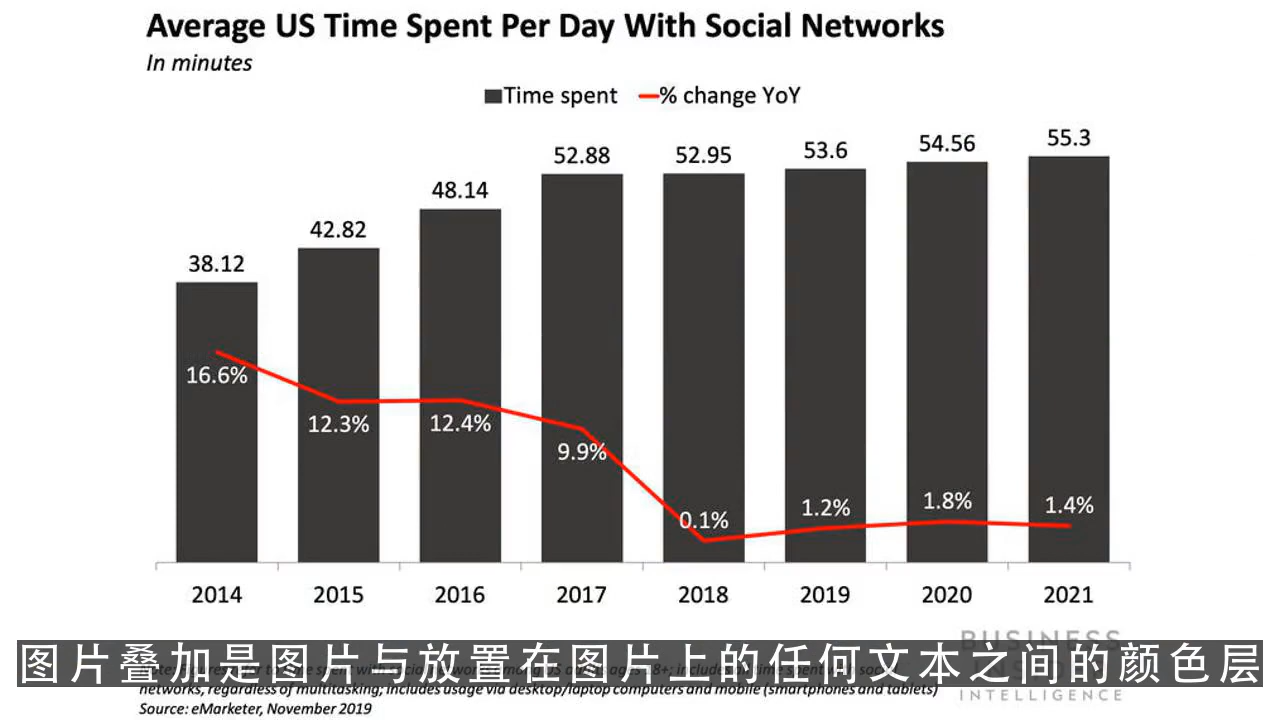 Average US Time Spent Per Day With Social Networks
In minutes
Time spent % change YoY
38.12 42.82 48.14 52.88 52.95 53.6 54.56 55.3
16.6% 12.3% 12.4% 9.9% 0.1% 1.2% 1.8% 1.4%
2014 2015 2016 2017 2018 2019 2020 2021
BUSINESS
图片叠加是图片与放置在图片上的任何文本之间的颜色层
networks, regardless of multitasking; includes usage via desktop/laptop computers and mobile (smartphones and tablets)
INTELLIGENCE
Source: eMarketer, November 2019